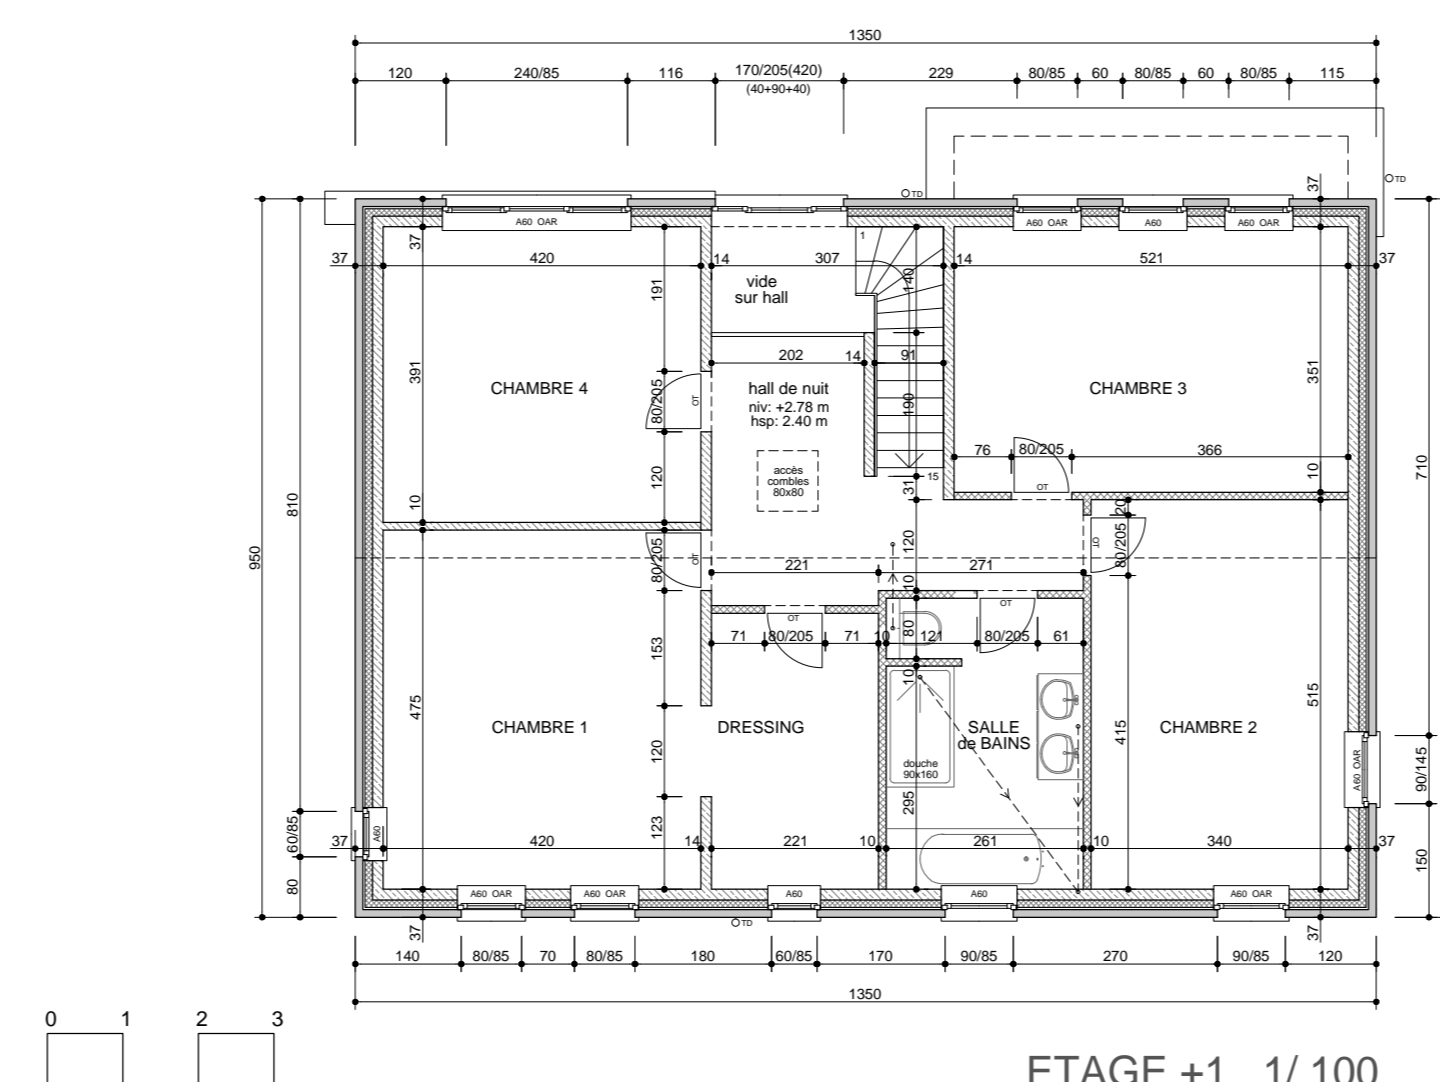 1350
120 240/85 116 170/205(420) 229 80/85 60 80/85 60 80/85 115
(40+90+40)
37 TD
TD
A60 OAR A60 OAR A60 A60 OAR
37 1
37 420 14 307 14 521 37
140
191 vide
sur hall
202 14 91
391 351 710
CHAMBRE 4 hall de nuit CHAMBRE 3
80/205 OT niv: +2.78 m 190
hsp: 2.40 m
76 80/205 366
accès
combles
80x80
120 15 10
810 10 31 OT
20
950 80/205 OT 120 OT 80/205
221 271
10
OT OT
71 80/205 71 10 80 121 80/205 61
153
10
475 515
CHAMBRE 1 DRESSING SALLE CHAMBRE 2
de BAINS
120 415
douche
90x160
A60 OAR 90/145
295
60/85 A60 123
37 420 14 221 10 261 10 340 37
80 150
A60 OAR A60 OAR A60 A60 A60 OAR
37 TD 37
140 80/85 70 80/85 180 60/85 170 90/85 270 90/85 120
1350
0 1 2 3
ETAGE +1 1/ 100